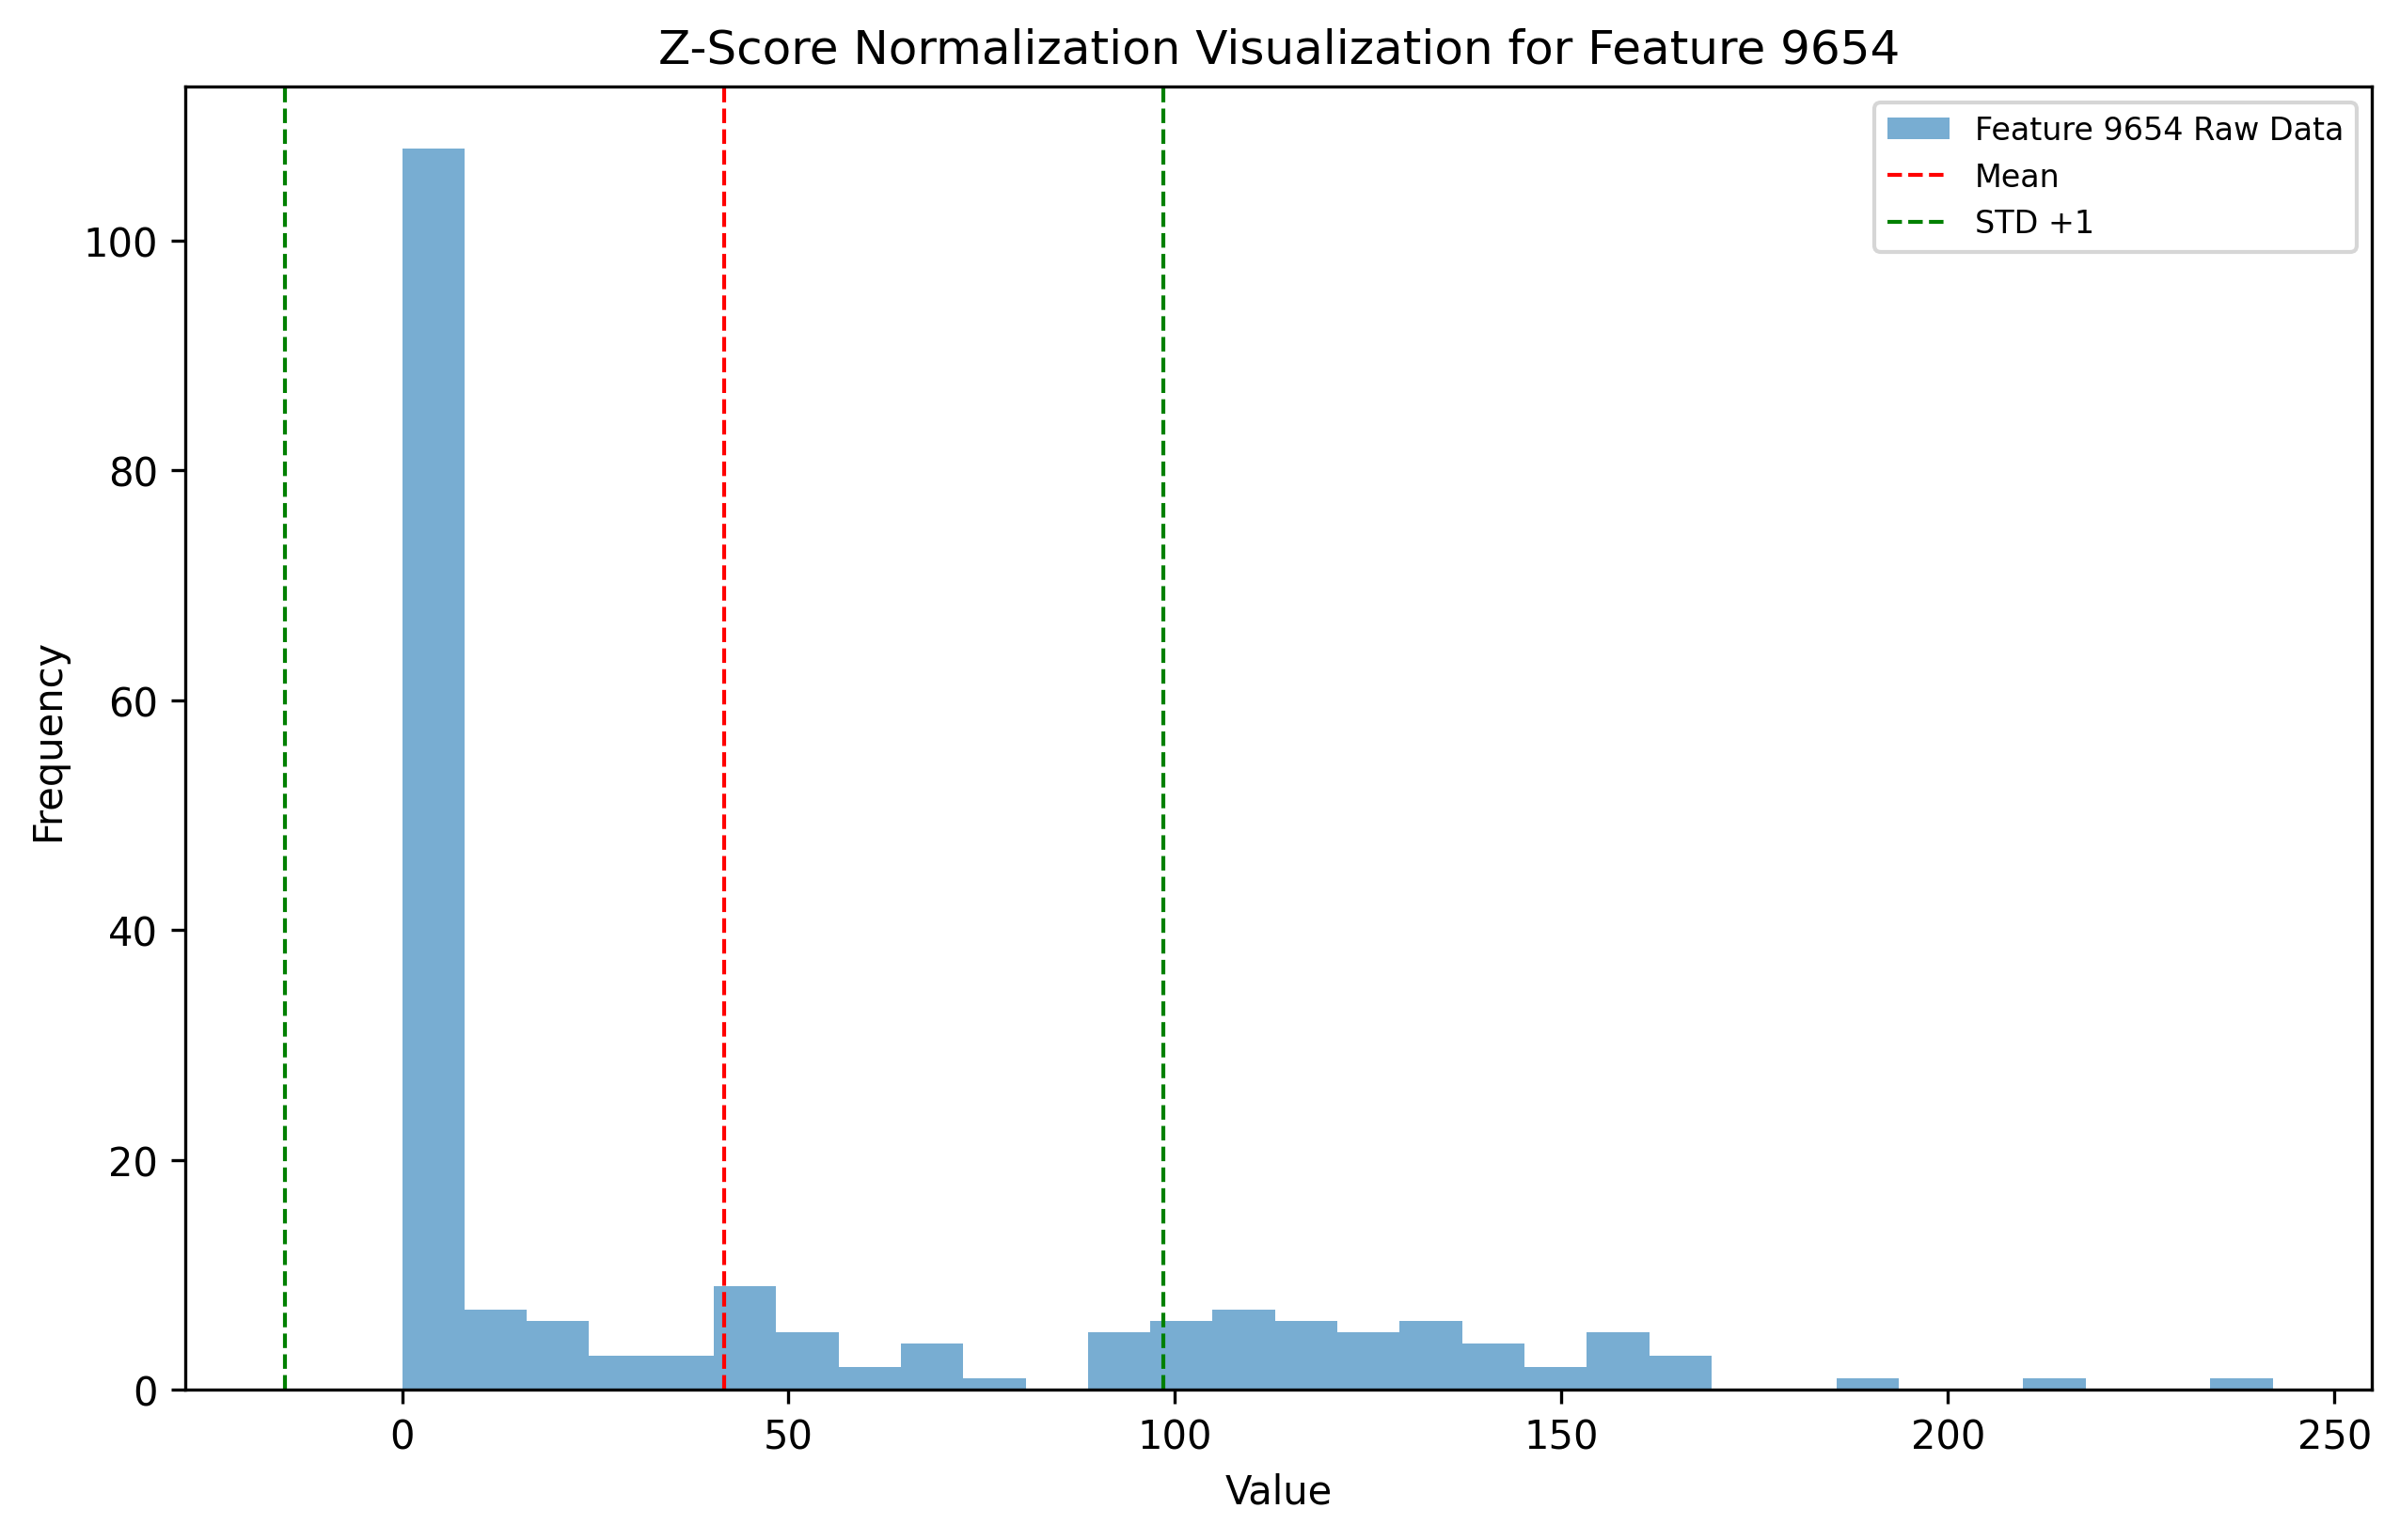 Z-Score Normalization Visualization for Feature 9654
Feature 9654 Raw Data
Mean
STD +1
100
80
60
40
20
0
Frequency
0 50 100 150 200 250
Value